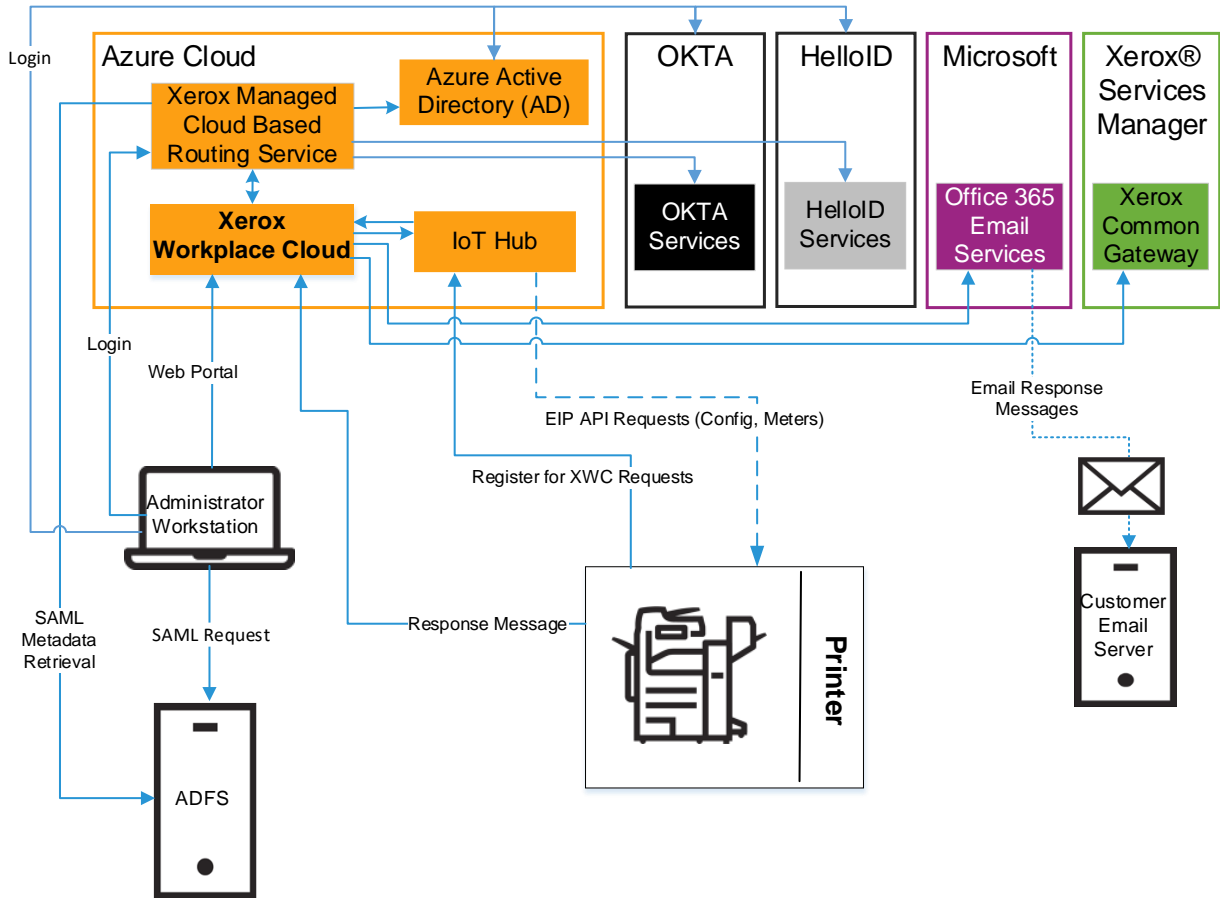 Login
Azure Cloud
Azure Active
Directory (AD)
Xerox Managed
Cloud Based
Routing Service
Xerox
Workplace Cloud
IoT Hub
OKTA
OKTA
Services
HelloID
HelloID
Services
Microsoft
Office 365
Email
Services
Xerox®
Services
Manager
Xerox
Common
Gateway
Login
Web Portal
EIP API Requests (Config, Meters)
Email Response
Messages
Register for XWC Requests
Administrator
Workstation
SAML
Metadata
Retrieval
SAML Request
Response Message
Printer
Customer
Email
Server
ADFS